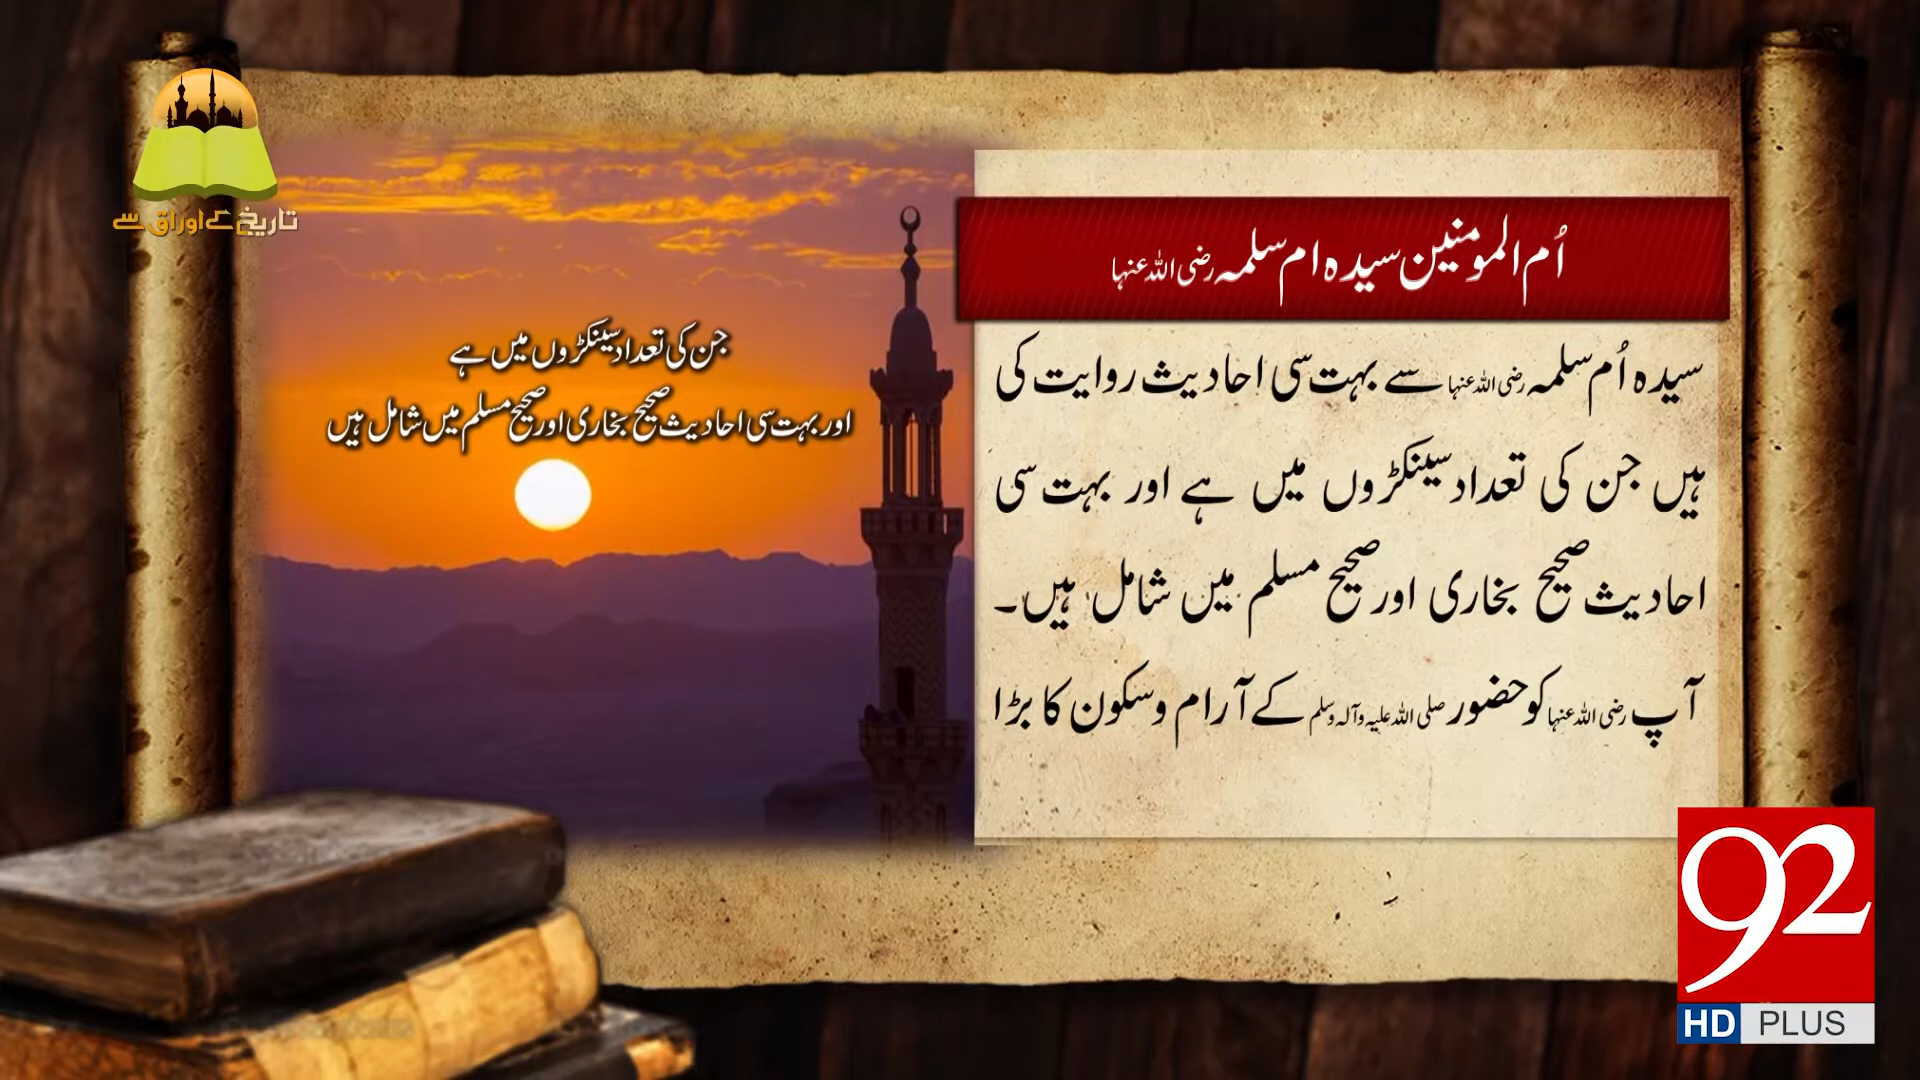 تاریخ کے اوراق سے
اُم المومنین سیدہ ام سلمہ رضی اللہ عنہا
سیدہ اُم سلمہ رضی اللہ عنہا سے بہت سی احادیث روایت کی
ہیں جن کی تعداد سینکڑوں میں ہے اور بہت سی
احادیث صحیح بخاری اور صحیح مسلم میں شامل ہیں۔
آپ رضی اللہ عنہا کو حضور صلی اللہ علیہ وآلہ وسلم کے آرام و سکون کا بڑا
جن کی تعداد سینکڑوں میں ہے
اور بہت سی احادیث صحیح بخاری اور صحیح مسلم میں شامل ہیں
92
HD PLUS